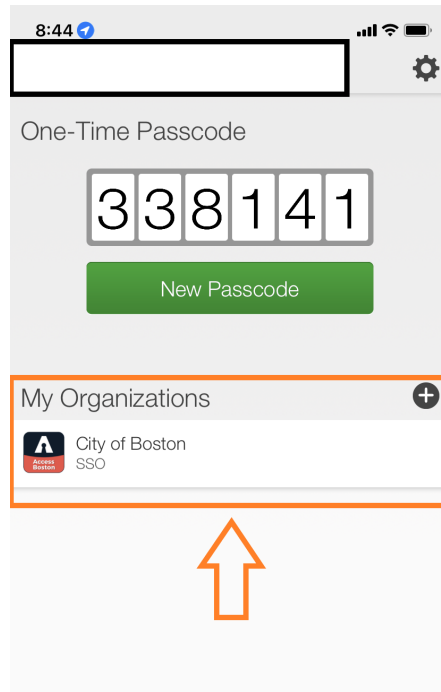 8:44
One-Time Passcode
338141
New Passcode
My Organizations
City of Boston
SSO
Access
Boston